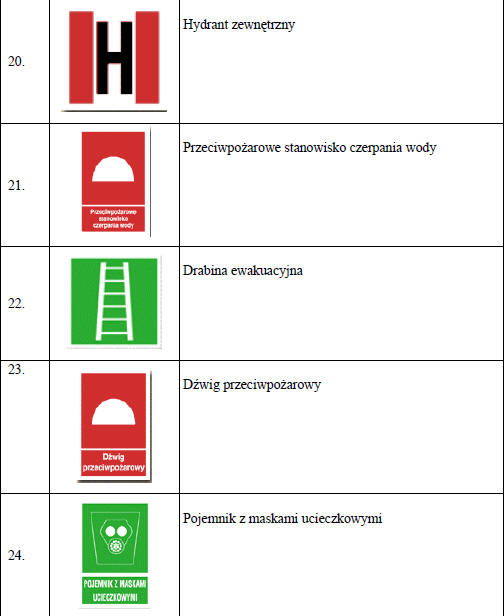 20.
H
Hydrant zewnętrzny
21.
Przeciwpożarowe
stanowisko
czerpania wody
Przeciwpożarowe stanowisko czerpania wody
22.
Drabina ewakuacyjna
23.
Dźwig
przeciwpożarowy
Dźwig przeciwpożarowy
24.
POJEMNIK Z MASKAMI
UCIECZKOWYMI
Pojemnik z maskami ucieczkowymi